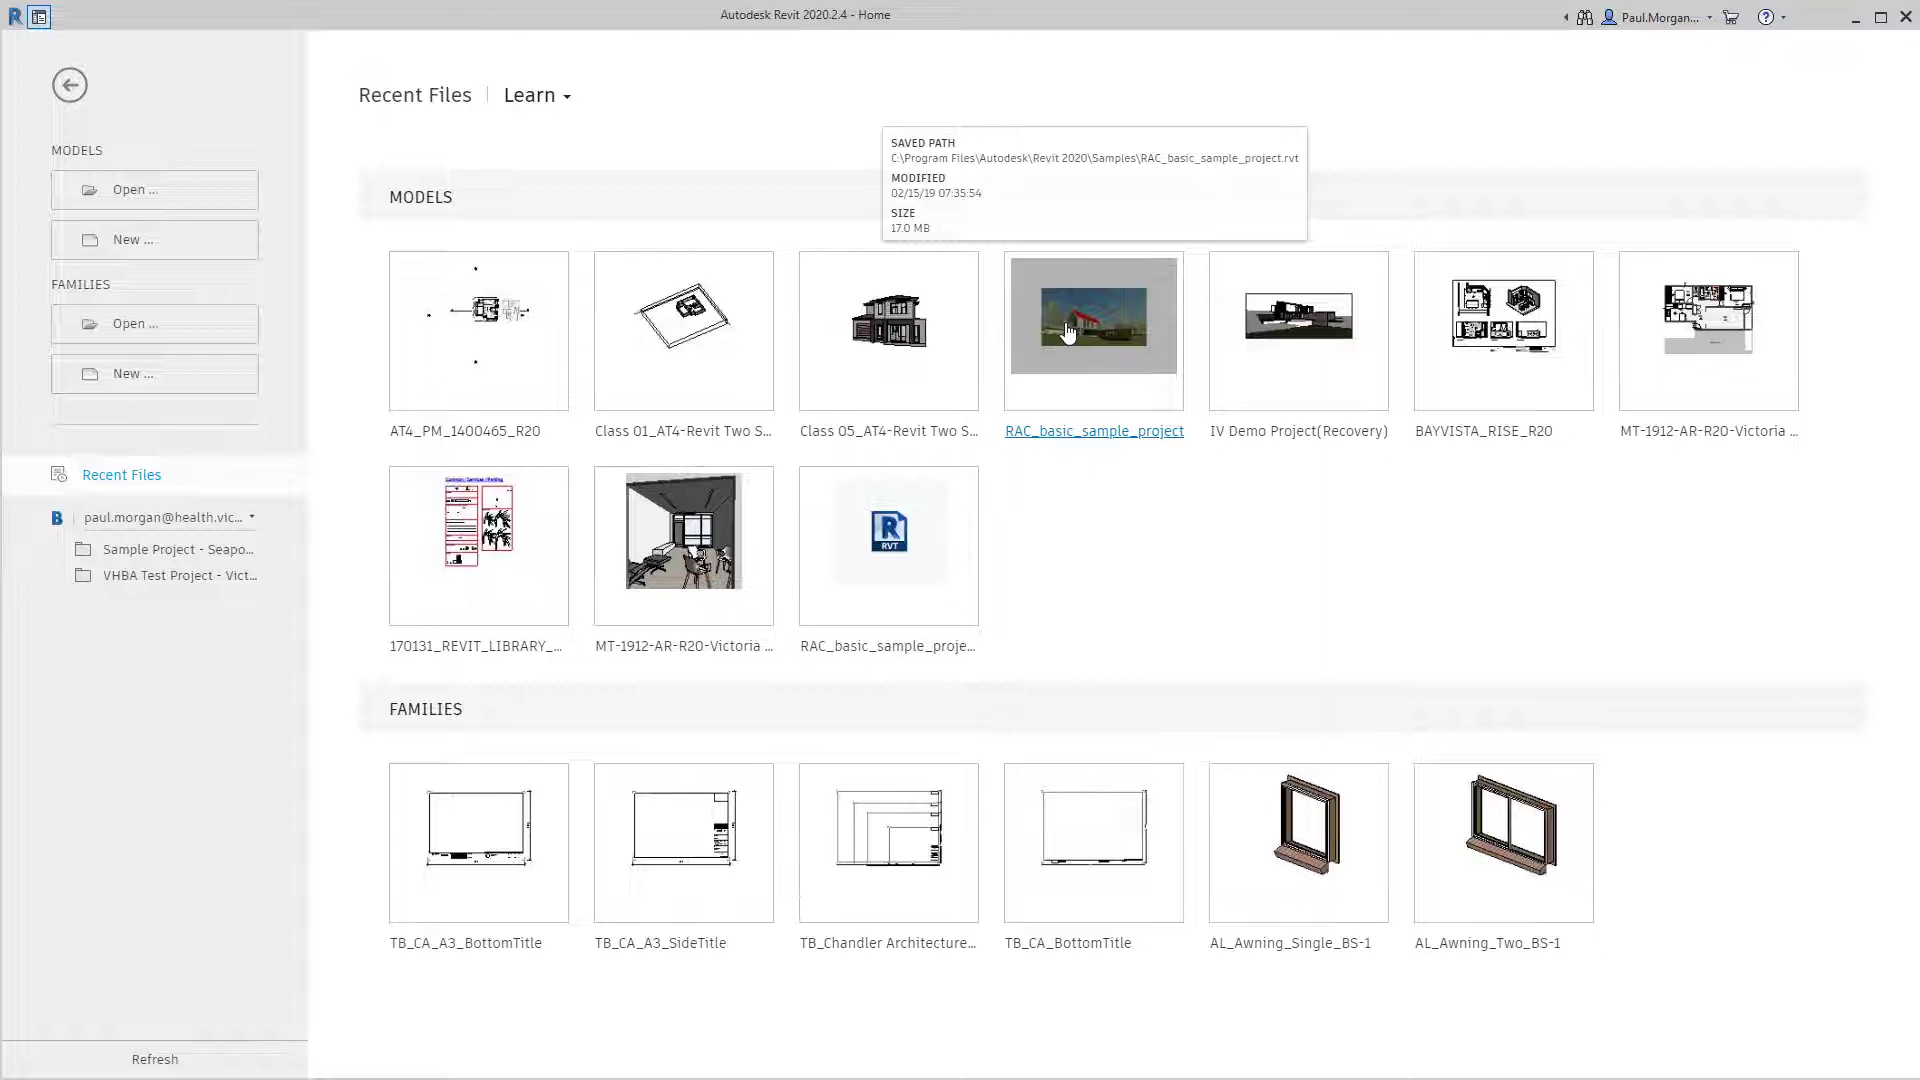 Autodesk Revit 2020.2.4 - Home
Paul.Morgan...
Recent Files
Learn
MODELS
Open ...
New ...
FAMILIES
Open ...
New ...
Recent Files
paul.morgan@health.vic...
Sample Project - Seapo...
VHBA Test Project - Vict...
Refresh
SAVED PATH
C:\Program Files\Autodesk\Revit 2020\Samples\RAC_basic_sample_project.rvt
MODIFIED
02/15/19 07:35:54
SIZE
17.0 MB
MODELS
AT4_PM_1400465_R20
Class 01_AT4-Revit Two S...
Class 05_AT4-Revit Two S...
RAC_basic_sample_project
IV Demo Project(Recovery)
BAYVISTA_RISE_R20
MT-1912-AR-R20-Victoria ...
R
RVT
170131_REVIT_LIBRARY_...
MT-1912-AR-R20-Victoria ...
RAC_basic_sample_proje...
FAMILIES
TB_CA_A3_BottomTitle
TB_CA_A3_SideTitle
TB_Chandler Architecture...
TB_CA_BottomTitle
AL_Awning_Single_BS-1
AL_Awning_Two_BS-1